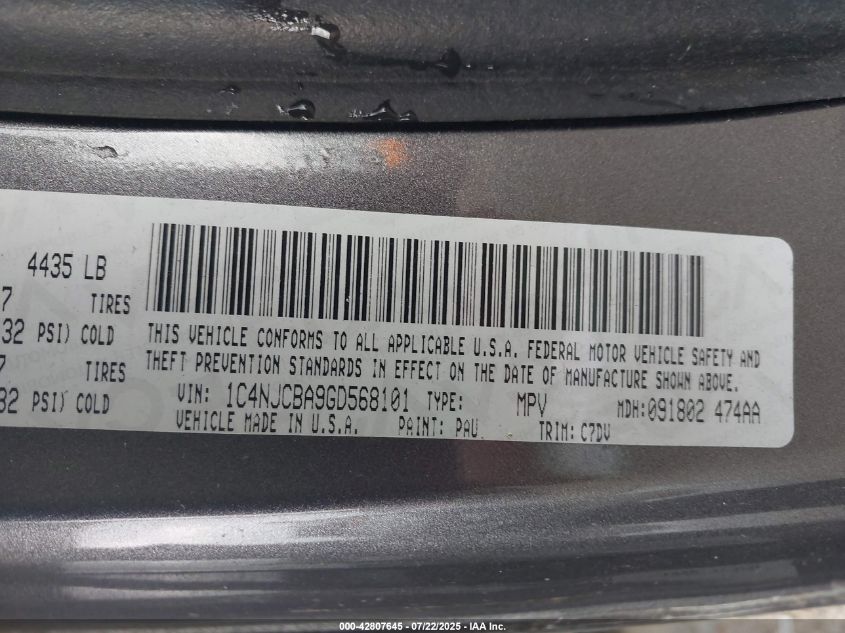 4435 LB
7 TIRES
32 PSI) COLD
7 TIRES
32 PSI) COLD
THIS VEHICLE CONFORMS TO ALL APPLICABLE U.S.A. FEDERAL MOTOR VEHICLE SAFETY AND
THEFT PREVENTION STANDARDS IN EFFECT ON THE DATE OF MANUFACTURE SHOWN ABOVE.
VIN: 1C4NJCBA9GD568101 TYPE: MPV MDH:091802 474AA
VEHICLE MADE IN U.S.A. PAINT: PAU TRIM: C7DV
000-42807645 - 07/22/2025 - IAA Inc.